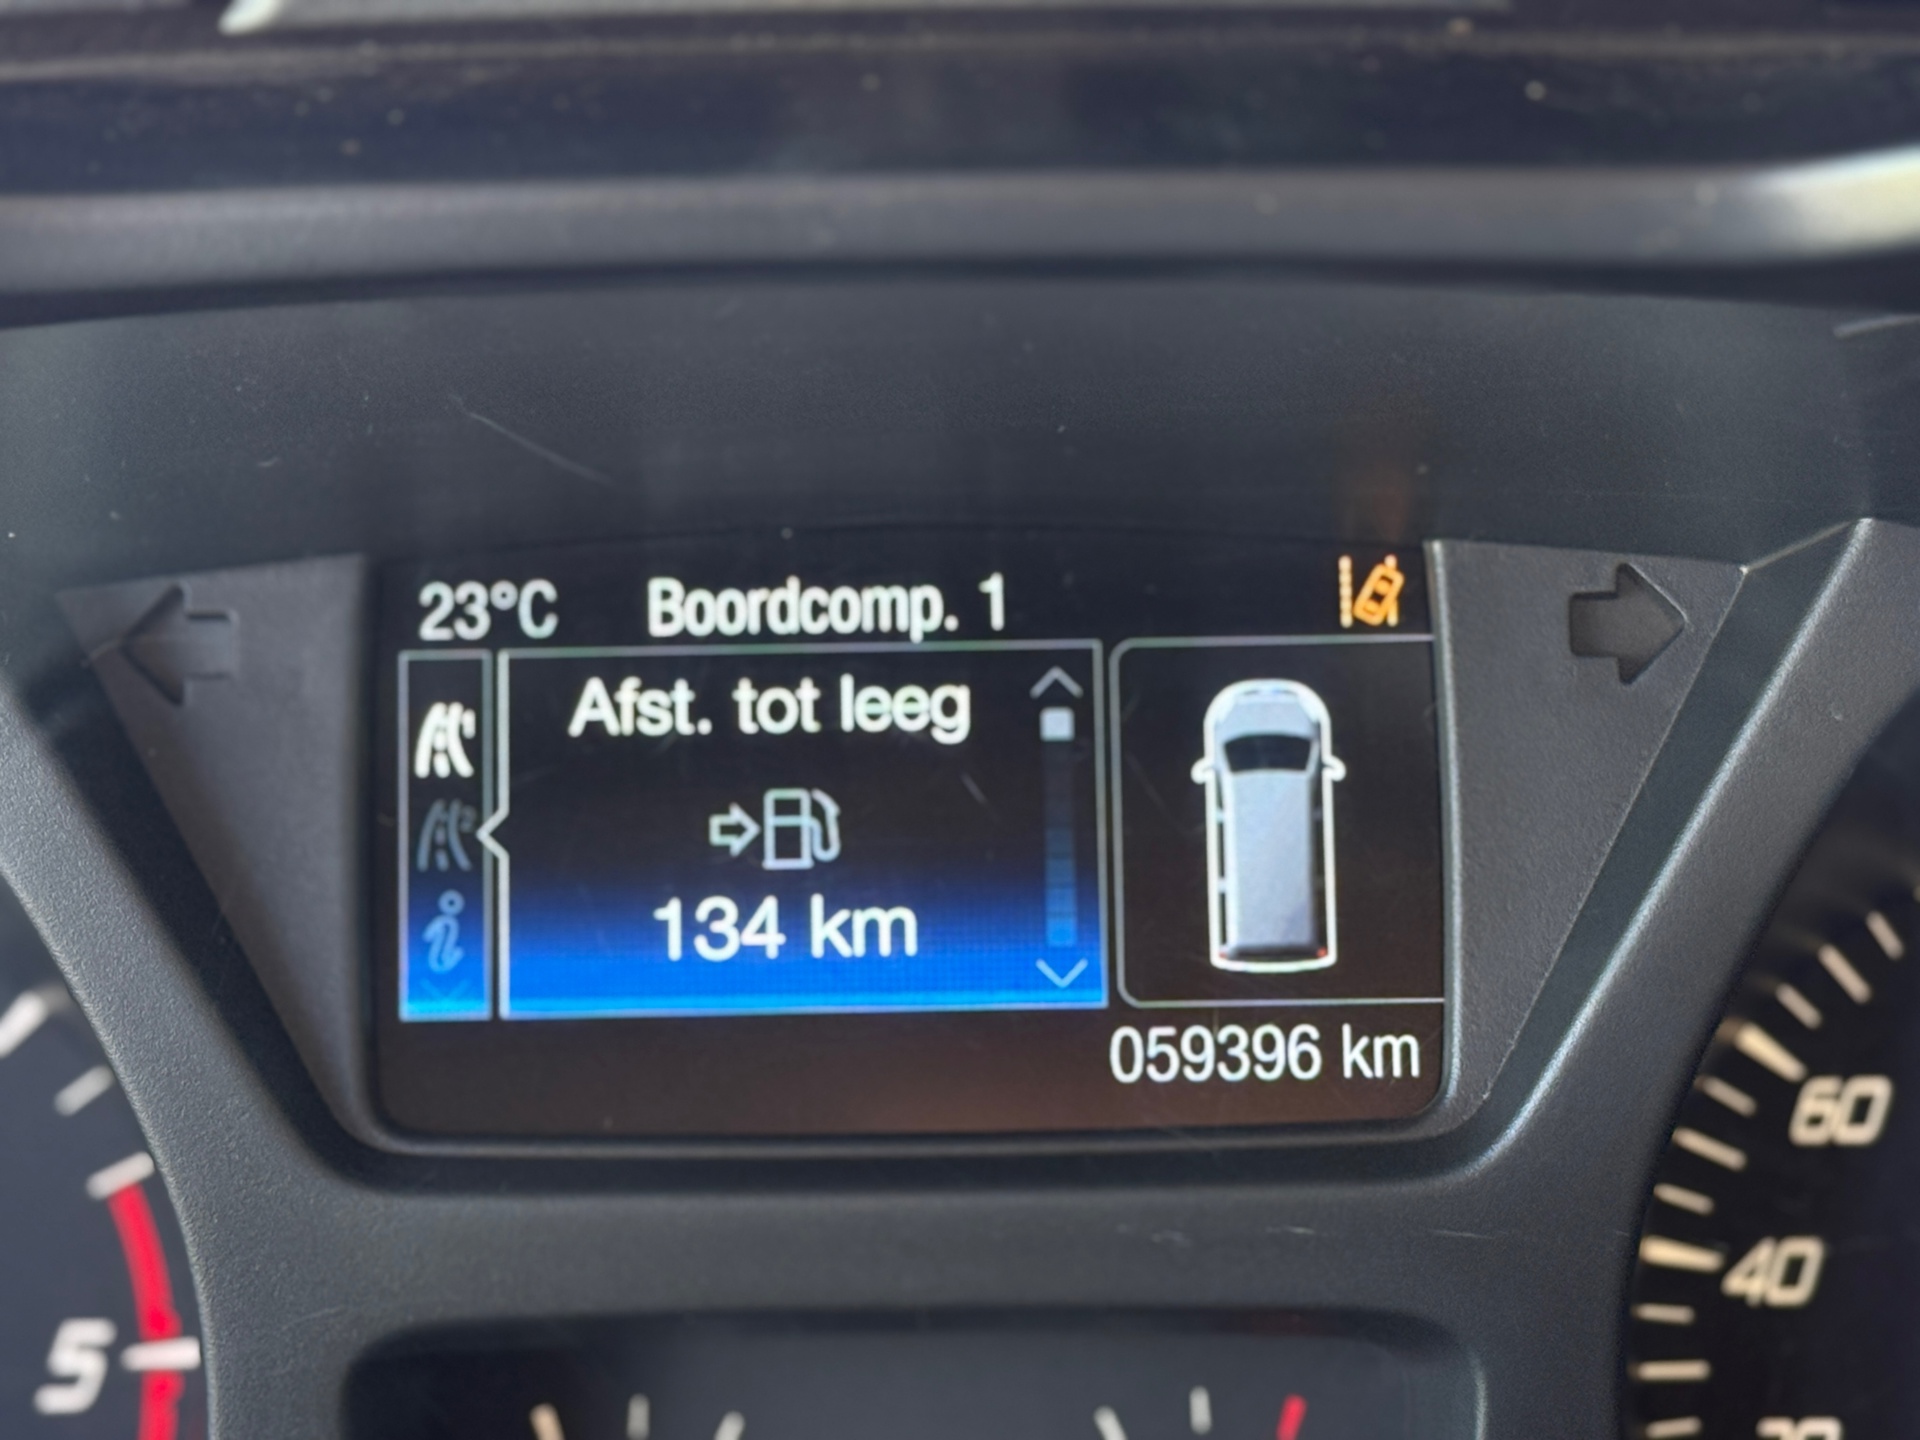 23°C Boordcomp. 1
Afst. tot leeg
134 km
059396 km
60
40
5